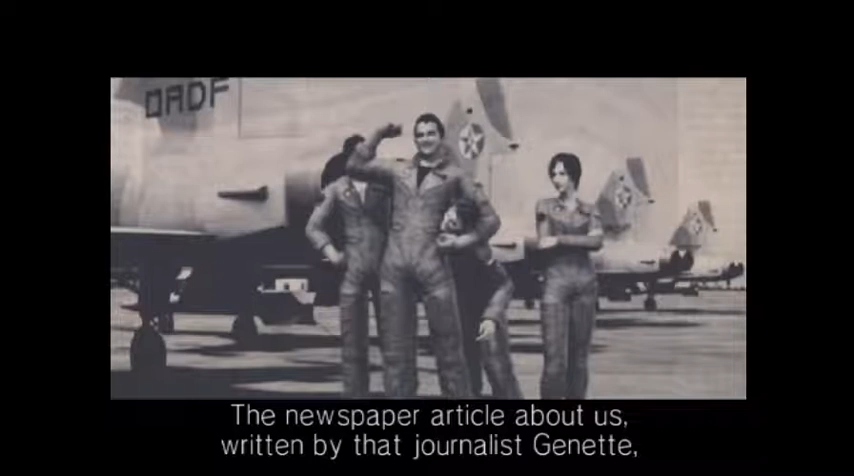 OADF
The newspaper article about us,
written by that journalist Genette,